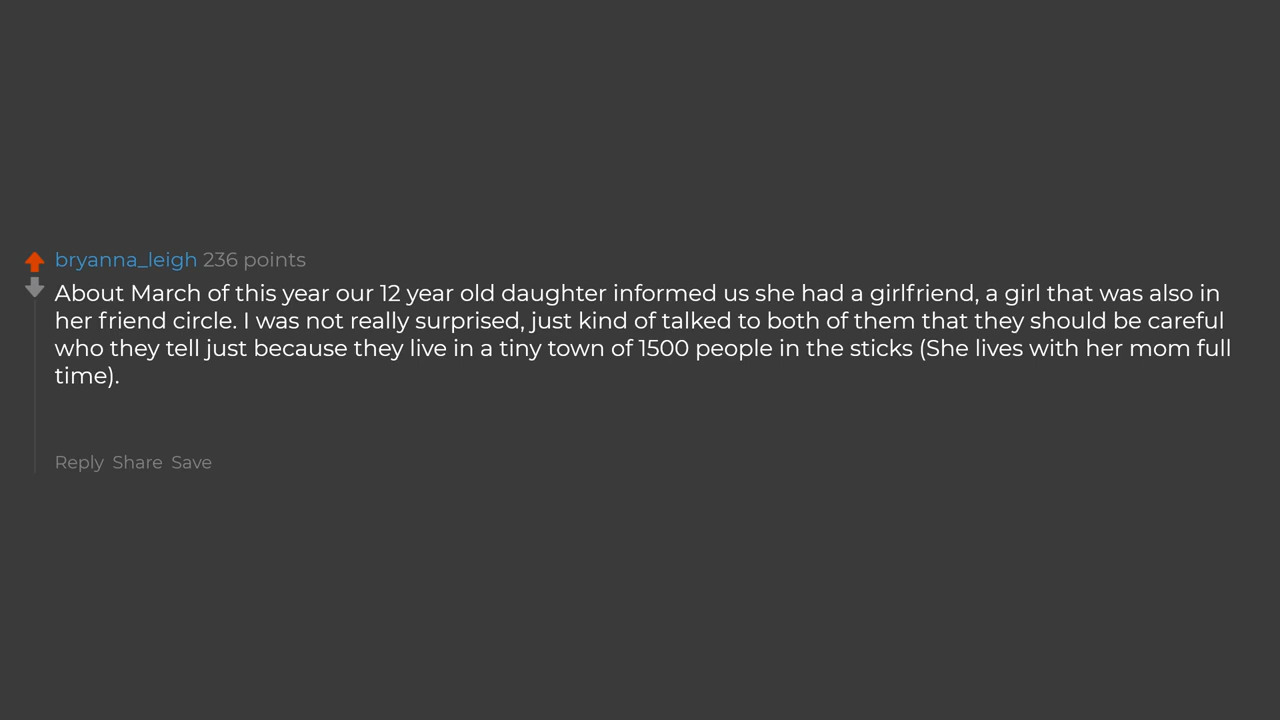 bryanna_leigh 236 points
About March of this year our 12 year old daughter informed us she had a girlfriend, a girl that was also in
her friend circle. I was not really surprised, just kind of talked to both of them that they should be careful
who they tell just because they live in a tiny town of 1500 people in the sticks (She lives with her mom full
time).
Reply Share Save